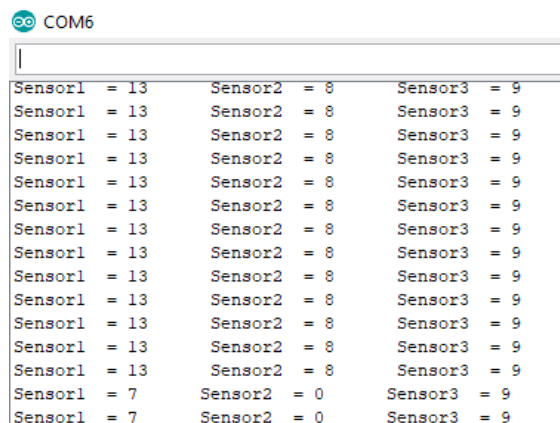 COM6
Sensor1 = 13 Sensor2 = 8 Sensor3 = 9
Sensor1 = 13 Sensor2 = 8 Sensor3 = 9
Sensor1 = 13 Sensor2 = 8 Sensor3 = 9
Sensor1 = 13 Sensor2 = 8 Sensor3 = 9
Sensor1 = 13 Sensor2 = 8 Sensor3 = 9
Sensor1 = 13 Sensor2 = 8 Sensor3 = 9
Sensor1 = 13 Sensor2 = 8 Sensor3 = 9
Sensor1 = 13 Sensor2 = 8 Sensor3 = 9
Sensor1 = 13 Sensor2 = 8 Sensor3 = 9
Sensor1 = 13 Sensor2 = 8 Sensor3 = 9
Sensor1 = 13 Sensor2 = 8 Sensor3 = 9
Sensor1 = 13 Sensor2 = 8 Sensor3 = 9
Sensor1 = 13 Sensor2 = 8 Sensor3 = 9
Sensor1 = 7 Sensor2 = 0 Sensor3 = 9
Sensor1 = 7 Sensor2 = 0 Sensor3 = 9